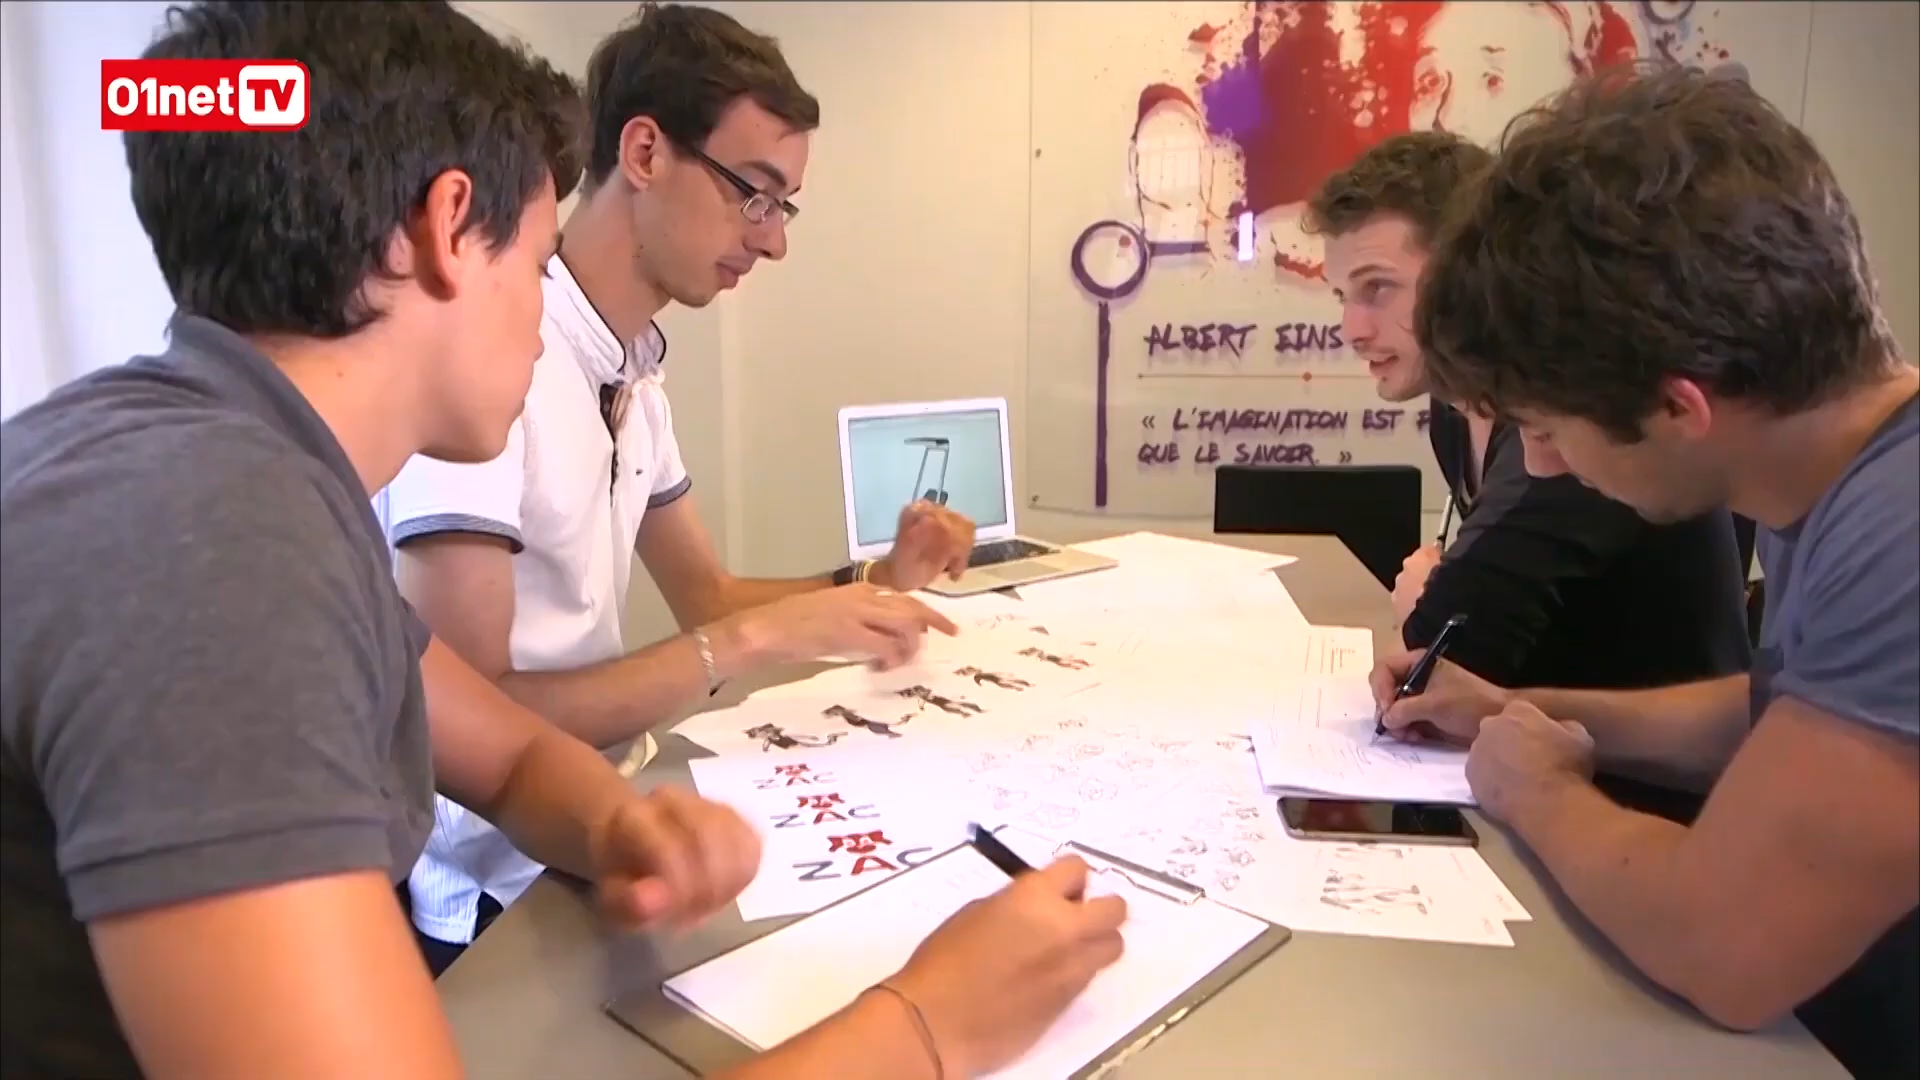 01net TV
ALBERT EINS
« L'IMAGINATION EST
QUE LE SAVOIR. »
ZAC
ZAC
ZAC